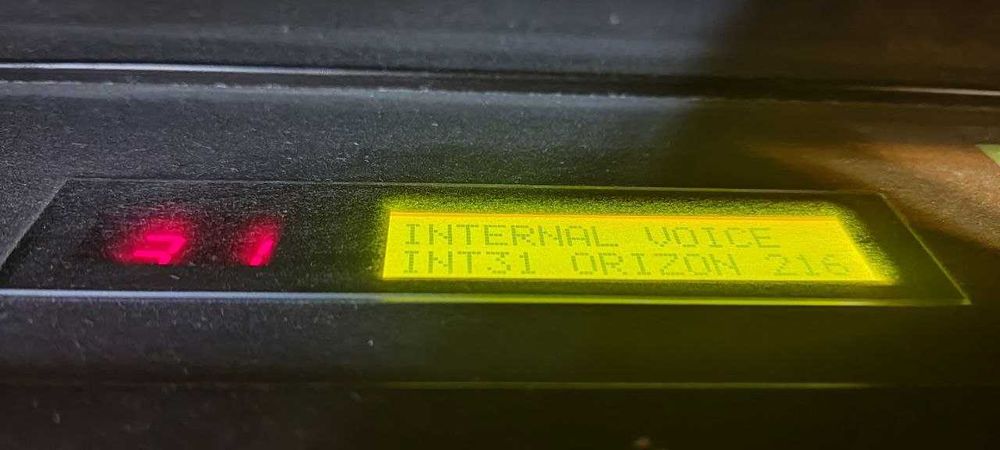 31
INTERNAL VOICE
INT31 ORIZON 216